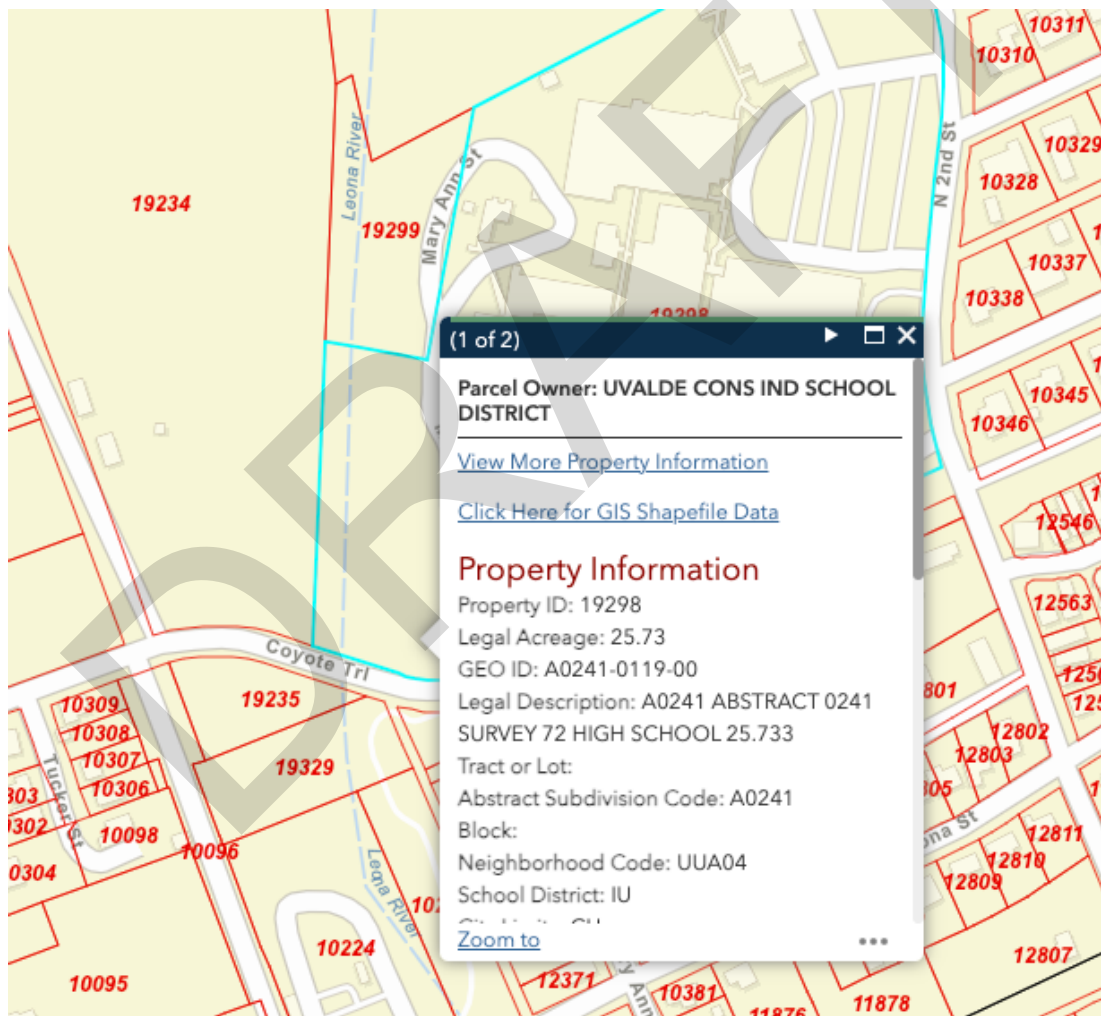 10311
10310
10329
10328
N 2nd St
Leona River
Mary Ann St
19234
19299
10337
10338
19298
10345
10346
(1 of 2)
Parcel Owner: UVALDE CONS IND SCHOOL
DISTRICT
View More Property Information
Click Here for GIS Shapefile Data
Property Information
Property ID: 19298
Legal Acreage: 25.73
GEO ID: A0241-0119-00
Legal Description: A0241 ABSTRACT 0241
SURVEY 72 HIGH SCHOOL 25.733
Tract or Lot:
Abstract Subdivision Code: A0241
Block:
Neighborhood Code: UUA04
School District: IU
Zoom to
12546
12563
Coyote Trl
19235
10309
10308
10307
10306
19329
Tucker St
10098
10096
12802
12803
12811
12810
12809
12807
Leona River
10224
10095
12371
10381
11876
11878
DRAFT